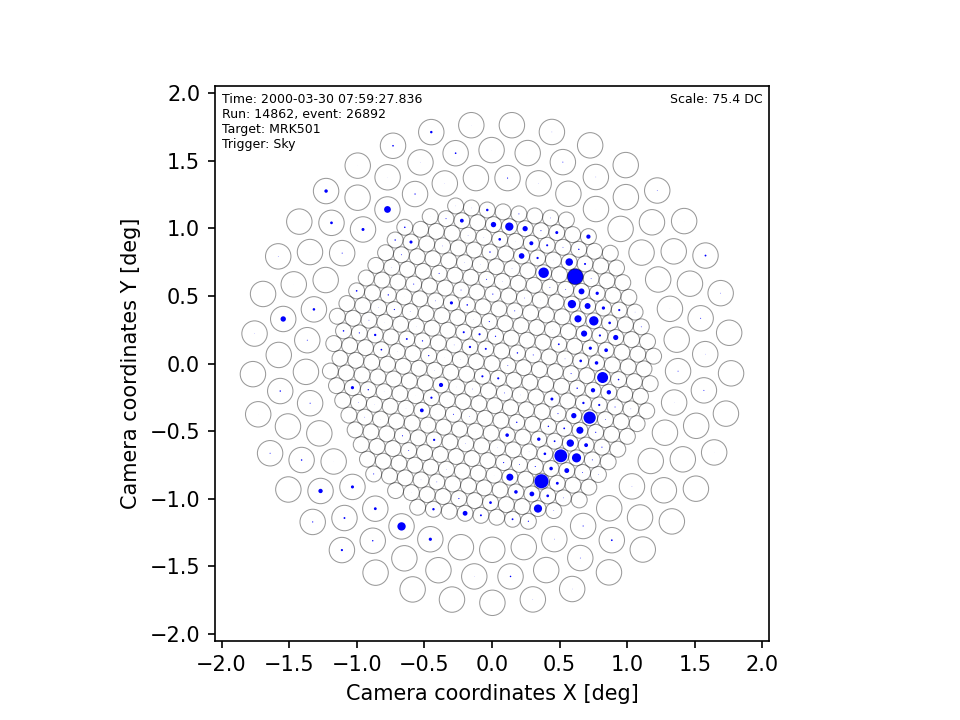 Time: 2000-03-30 07:59:27.836
Scale: 75.4 DC
Run: 14862, event: 26892
Target: MRK501
Trigger: Sky
Camera coordinates Y [deg]
2.0
1.5
1.0
0.5
0.0
−0.5
−1.0
−1.5
−2.0
−2.0 −1.5 −1.0 −0.5 0.0 0.5 1.0 1.5 2.0
Camera coordinates X [deg]